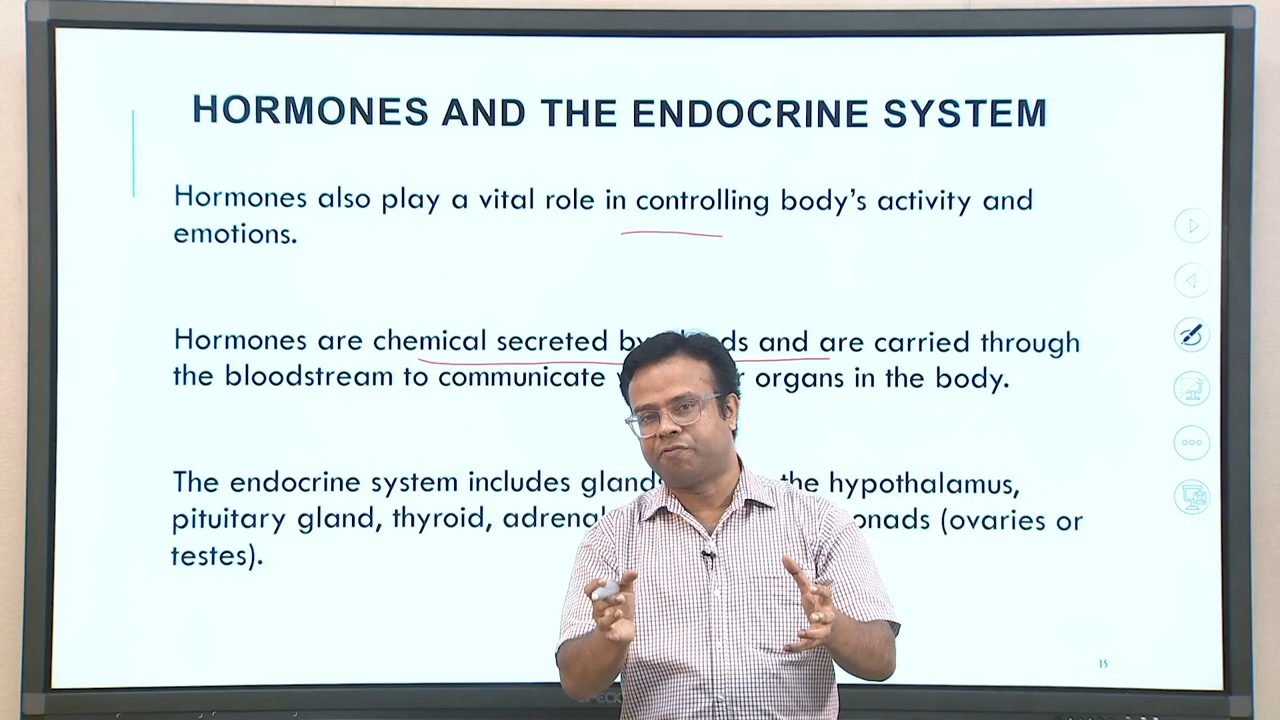 HORMONES AND THE ENDOCRINE SYSTEM
Hormones also play a vital role in controlling body's activity and
emotions.
Hormones are chemical secreted by and are carried through
the bloodstream to communicate organs in the body.
The endocrine system includes glands the hypothalamus,
pituitary gland, thyroid, adrenal (ovaries or
testes).
15